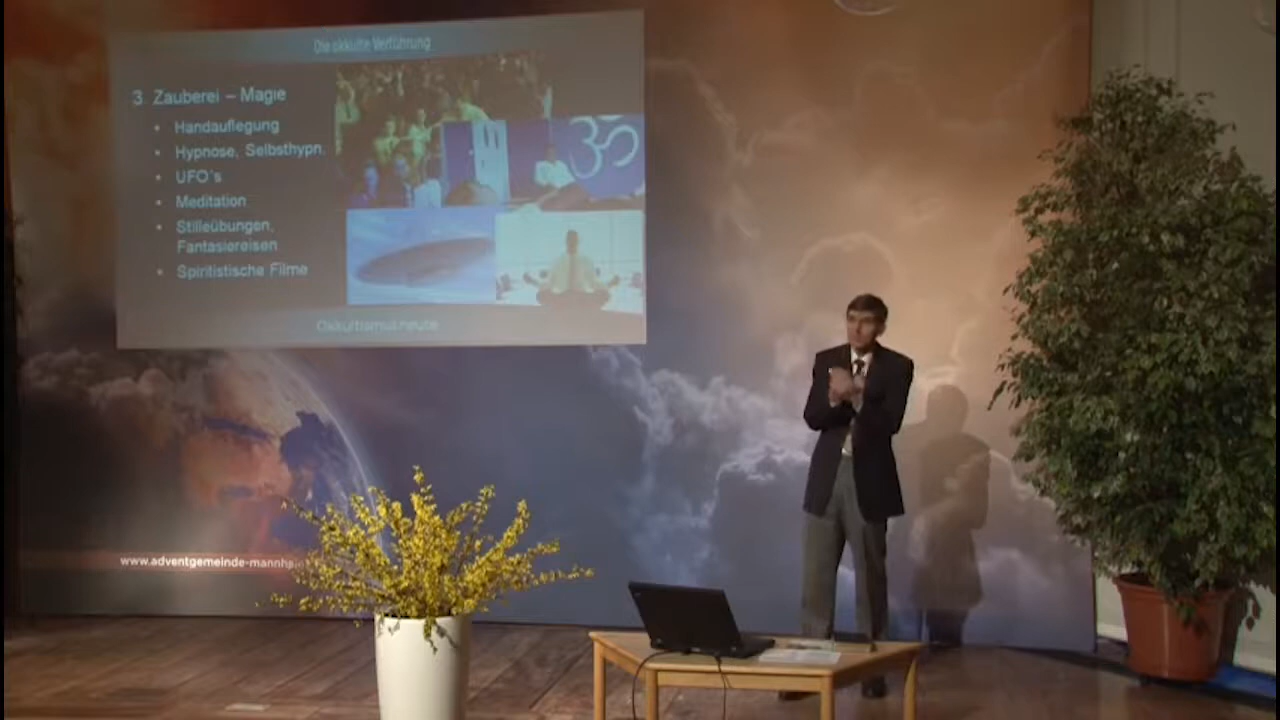 Die okkulte Verführung
3. Zauberei – Magie
• Handauflegung
• Hypnose, Selbsthypn.
• UFO´s
• Meditation
• Stilleübungen,
Fantasiereisen
• Spiritistische Filme
Okkultismus heute
www.adventgemeinde-mannhei